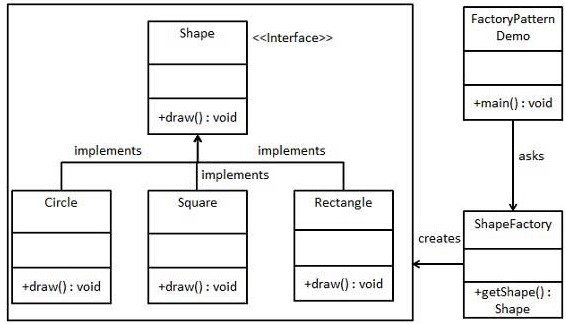 Shape
<<Interface>>
+draw() : void
implements
implements
implements
Circle
+draw() : void
Square
+draw() : void
Rectangle
+draw() : void
FactoryPattern
Demo
+main() : void
asks
ShapeFactory
creates
+getShape() :
Shape